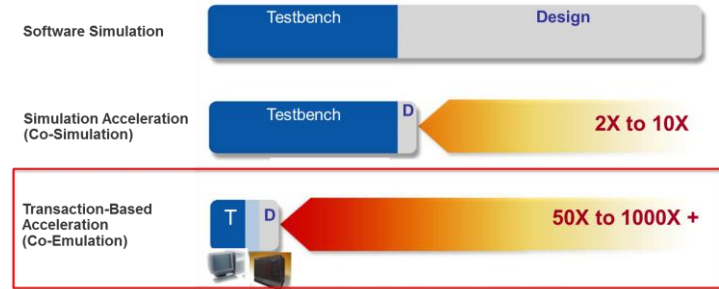 Software Simulation
Testbench
Design
Simulation Acceleration
(Co-Simulation)
Testbench
D
2X to 10X
Transaction-Based
Acceleration
(Co-Emulation)
T
D
50X to 1000X +